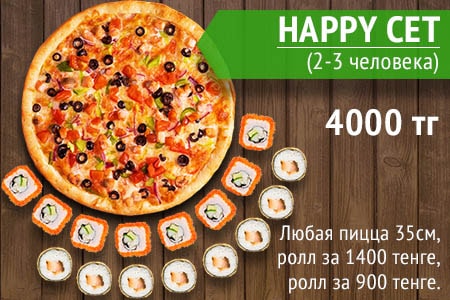 HAPPY СЕТ
(2-3 человека)
4000 тг
Любая пицца 35см,
ролл за 1400 тенге,
ролл за 900 тенге.